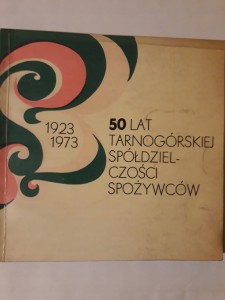 1923
1973
50 LAT
TARNOGÓRSKIEJ
SPÓŁDZIEL-
CZOŚCI
SPOŻYWCÓW